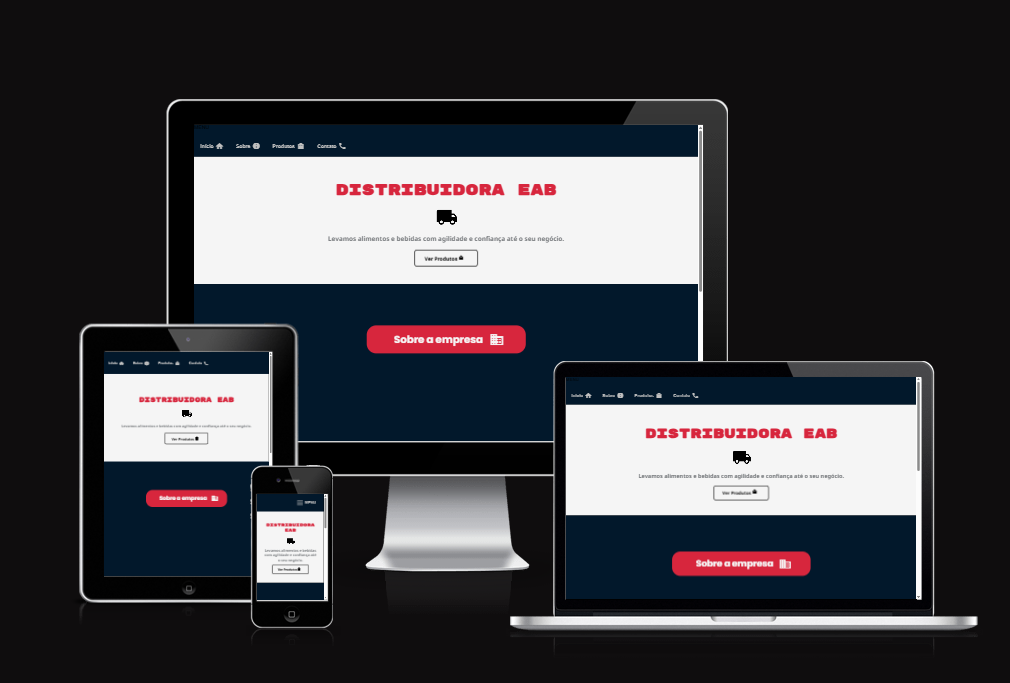 Início Sobre Produtos Contato
DISTRIBUIDORA EAB
Levamos alimentos e bebidas com agilidade e confiança até o seu negócio.
Ver Produtos
Sobre a empresa
Início Sobre Produtos Contato
DISTRIBUIDORA EAB
Levamos alimentos e bebidas com agilidade e confiança até o seu negócio.
Ver Produtos
Sobre a empresa
MENU
DISTRIBUIDORA
EAB
Levamos alimentos e bebidas
com agilidade e confiança até
o seu negócio.
Ver Produtos
Início Sobre Produtos Contato
DISTRIBUIDORA EAB
Levamos alimentos e bebidas com agilidade e confiança até o seu negócio.
Ver Produtos
Sobre a empresa